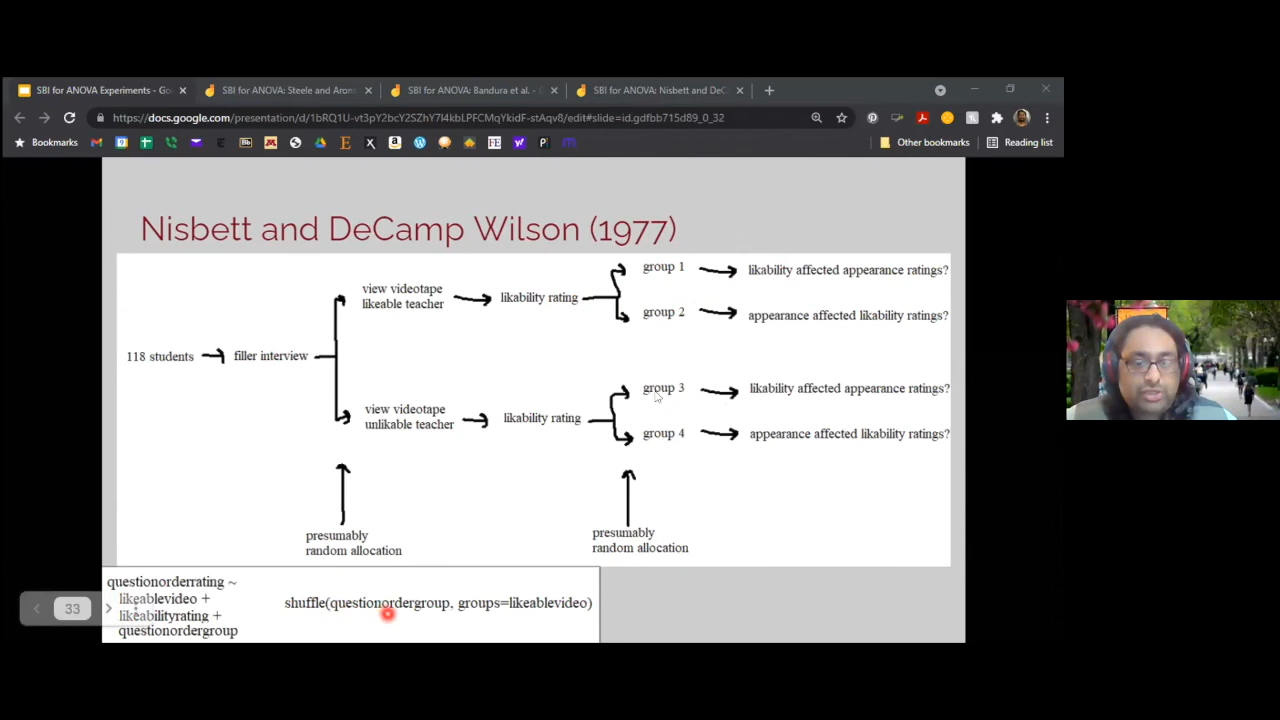 SBI for ANOVA Experiments - Go
SBI for ANOVA: Steele and Arons
SBI for ANOVA: Bandura et al. - G
SBI for ANOVA: Nisbett and DeC
https://docs.google.com/presentation/d/1bRQ1U-vt3pY2bcY2SZhY7l4kbLPFCMqYkidF-stAqv8/edit#slide=id.gdfbb715d89_0_32
Bookmarks
Other bookmarks
Reading list
Nisbett and DeCamp Wilson (1977)
118 students
filler interview
view videotape
likeable teacher
likability rating
group 1
likability affected appearance ratings?
group 2
appearance affected likability ratings?
view videotape
unlikable teacher
likability rating
group 3
likability affected appearance ratings?
group 4
appearance affected likability ratings?
presumably
random allocation
presumably
random allocation
questionorderrating ~
likeablevideo +
likeabilityrating +
questionordergroup
shuffle(questionordergroup, groups=likeablevideo)
33